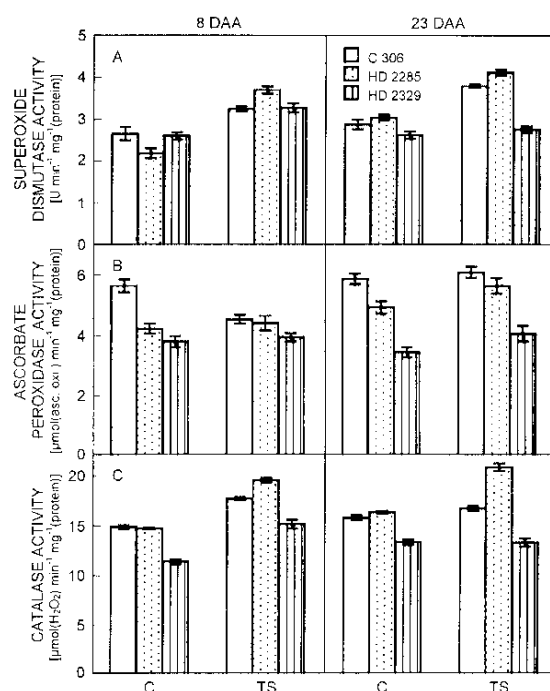 8 DAA
23 DAA
SUPEROXIDE
DISMUTASE ACTIVITY
[U min⁻¹ mg⁻¹(protein)]
5
4
3
2
1
0
A
C 306
HD 2285
HD 2329
ASCORBATE
PEROXIDASE ACTIVITY
[µmol(asc. oxi.) min⁻¹ mg⁻¹(protein)]
6
4
2
0
B
CATALASE ACTIVITY
[µmol(H₂O₂) min⁻¹ mg⁻¹(protein)]
20
15
10
5
0
C
C
TS
C
TS